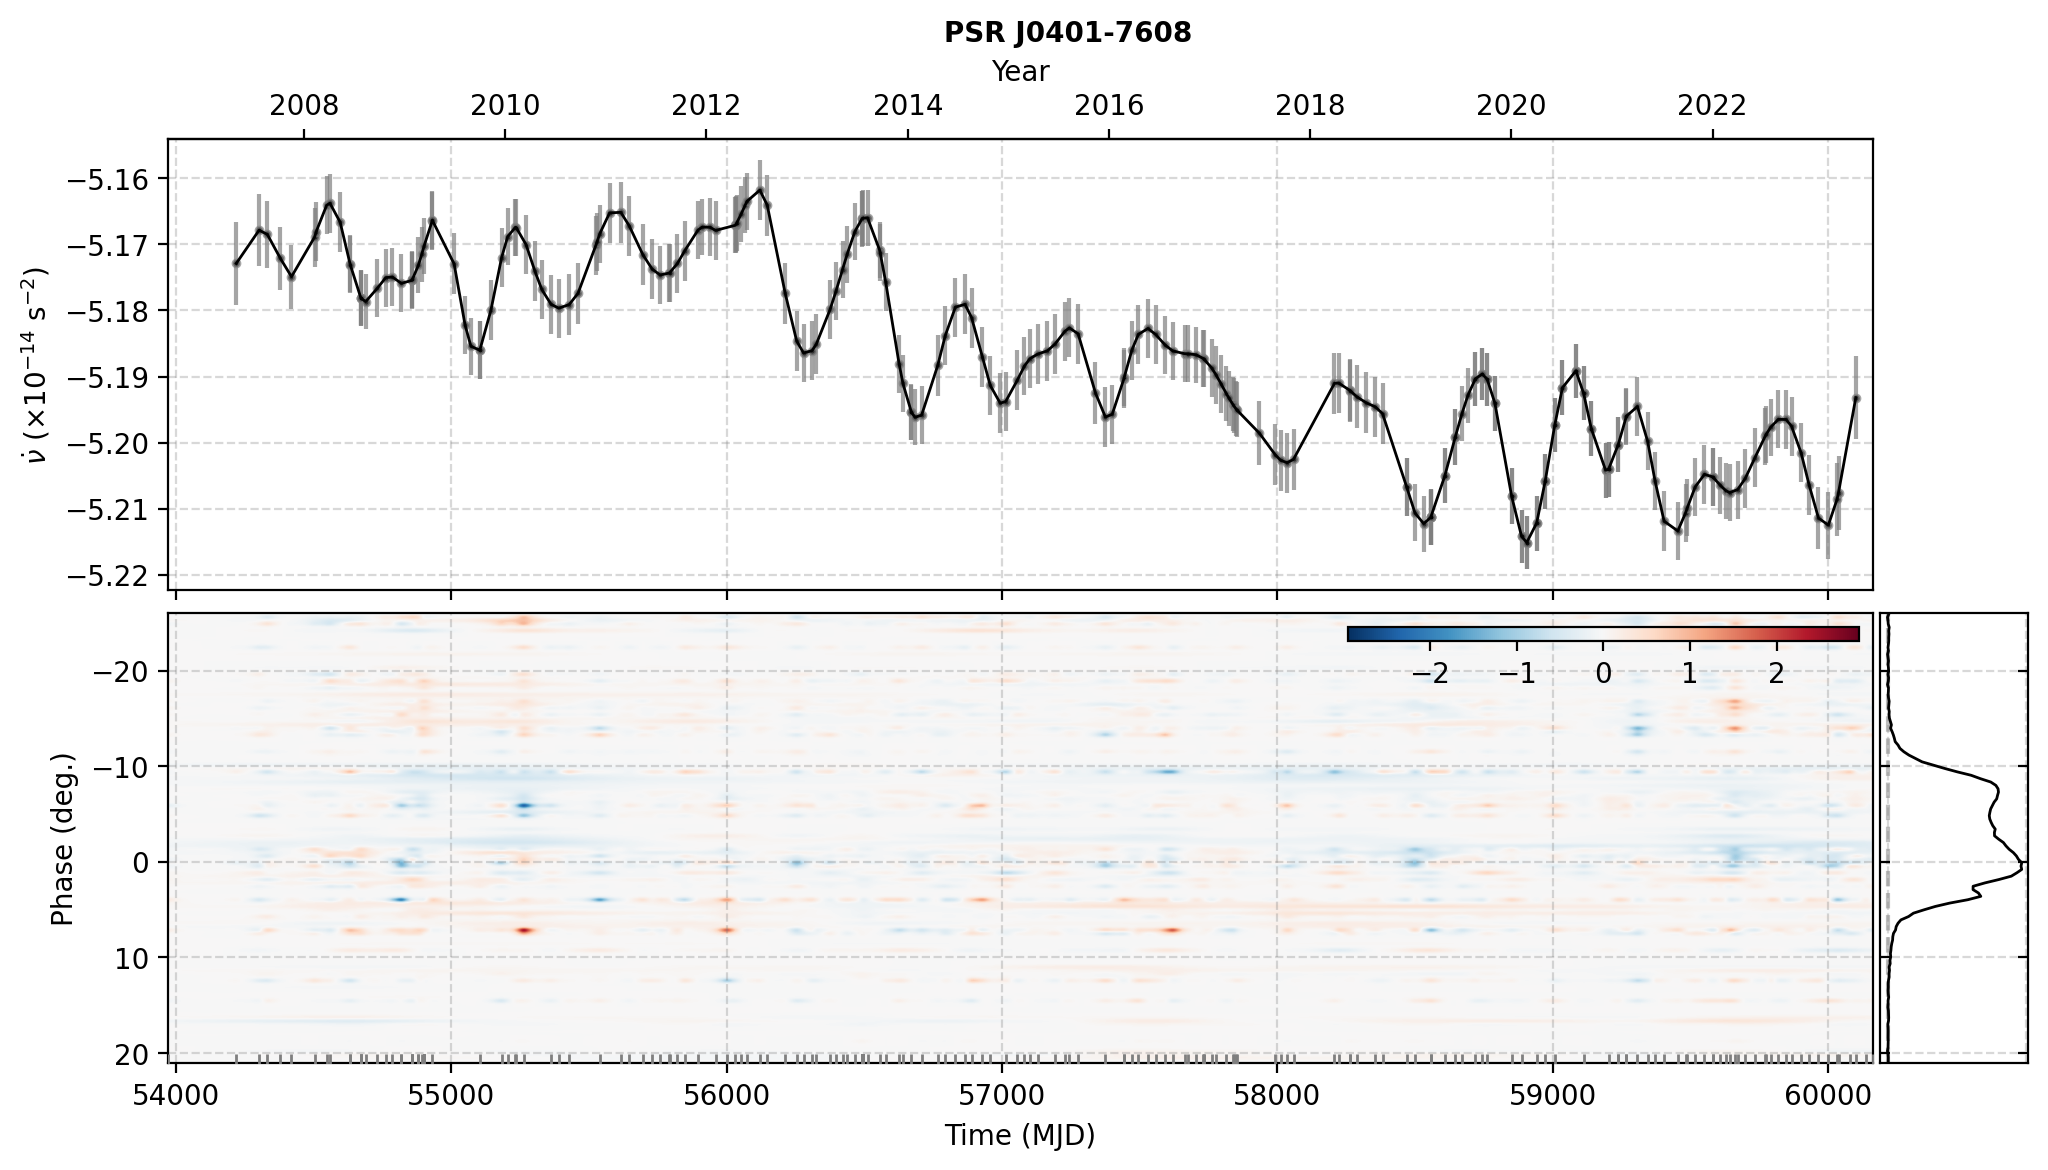 PSR J0401-7608
Year
2008 2010 2012 2014 2016 2018 2020 2022
−5.16
−5.17
−5.18
−5.19
−5.20
−5.21
−5.22
ν̇ (×10⁻¹⁴ s⁻²)
−2 −1 0 1 2
−20
−10
0
10
20
Phase (deg.)
54000 55000 56000 57000 58000 59000 60000
Time (MJD)